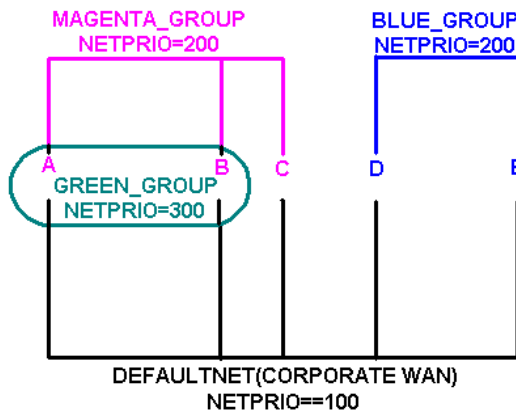 MAGENTA_GROUP
NETPRIO=200
BLUE_GROUP
NETPRIO=200
A
B
C
D
E
GREEN_GROUP
NETPRIO=300
DEFAULTNET(CORPORATE WAN)
NETPRIO==100